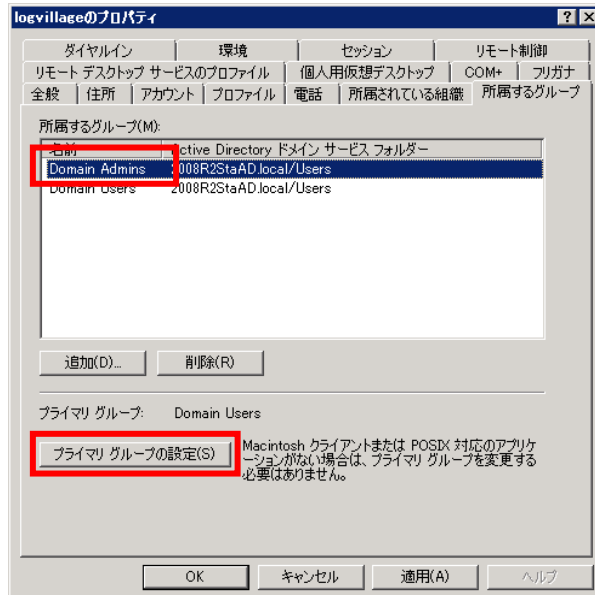 logvillageのプロパティ
ダイヤルイン 環境 セッション リモート制御
リモート デスクトップ サービスのプロファイル 個人用仮想デスクトップ COM+ フリガナ
全般 住所 アカウント プロファイル 電話 所属されている組織 所属するグループ
所属するグループ(M):
名前 Active Directory ドメイン サービス フォルダー
Domain Admins 2008R2StaAD.local/Users
Domain Users 2008R2StaAD.local/Users
追加(D)... 削除(R)
プライマリ グループ: Domain Users
プライマリ グループの設定(S)
Macintosh クライアントまたは POSIX 対応のアプリケ
ーションがない場合は、プライマリ グループを変更する
必要はありません。
OK キャンセル 適用(A) ヘルプ